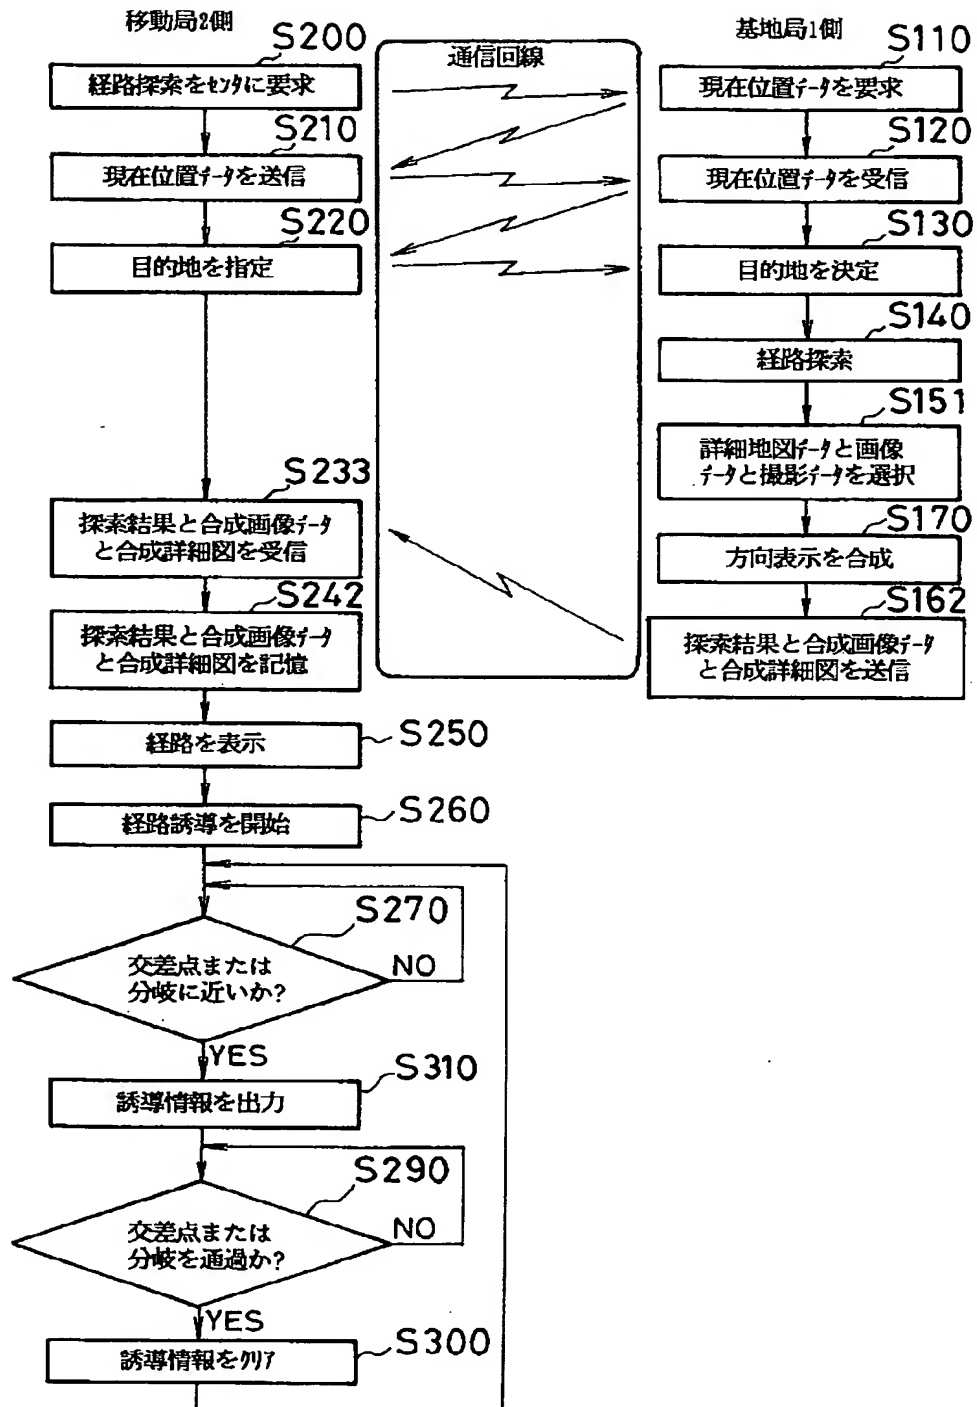 移動局2側
S200
経路探索をｾﾝﾀに要求
S210
現在位置ﾃﾞｰﾀを送信
S220
目的地を指定
S233
探索結果と合成画像ﾃﾞｰﾀ
と合成詳細図を受信
S242
探索結果と合成画像ﾃﾞｰﾀ
と合成詳細図を記憶
経路を表示
S250
経路誘導を開始
S260
S270
交差点または
分岐に近いか?
NO
YES
S310
誘導情報を出力
S290
交差点または
分岐を通過か?
NO
YES
S300
誘導情報をｸﾘｱ
通信回線
基地局1側
S110
現在位置ﾃﾞｰﾀを要求
S120
現在位置ﾃﾞｰﾀを受信
S130
目的地を決定
S140
経路探索
S151
詳細地図ﾃﾞｰﾀと画像
ﾃﾞｰﾀと撮影ﾃﾞｰﾀを選択
S170
方向表示を合成
S162
探索結果と合成画像ﾃﾞｰﾀ
と合成詳細図を送信